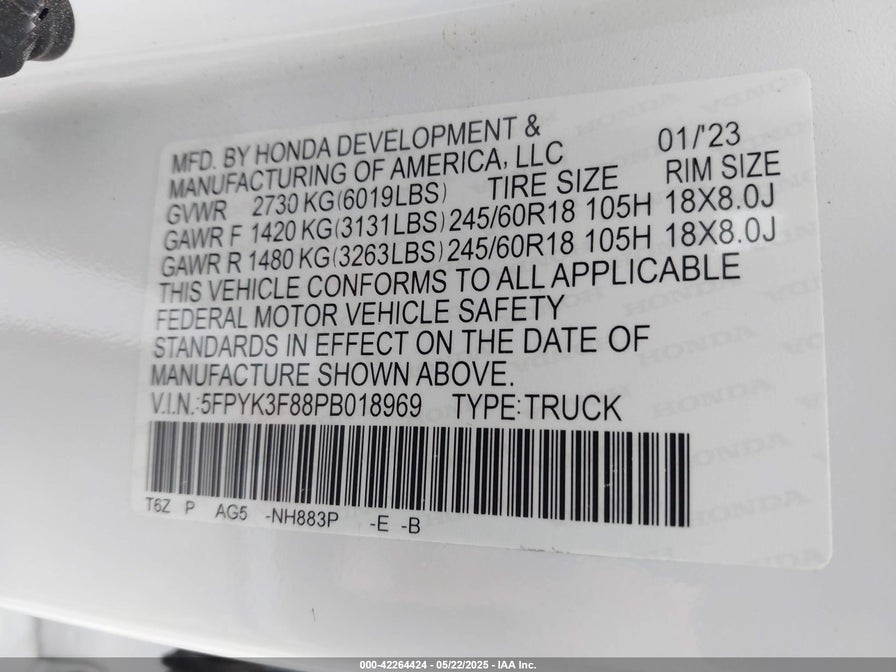 MFD. BY HONDA DEVELOPMENT &
MANUFACTURING OF AMERICA, LLC 01/'23
GVWR 2730 KG(6019LBS) TIRE SIZE RIM SIZE
GAWR F 1420 KG(3131LBS) 245/60R18 105H 18X8.0J
GAWR R 1480 KG(3263LBS) 245/60R18 105H 18X8.0J
THIS VEHICLE CONFORMS TO ALL APPLICABLE
FEDERAL MOTOR VEHICLE SAFETY
STANDARDS IN EFFECT ON THE DATE OF
MANUFACTURE SHOWN ABOVE.
V.I.N.:5FPYK3F88PB018969 TYPE:TRUCK
T6Z P AG5 -NH883P -E -B
000-42264424 - 05/22/2025 - IAA Inc.